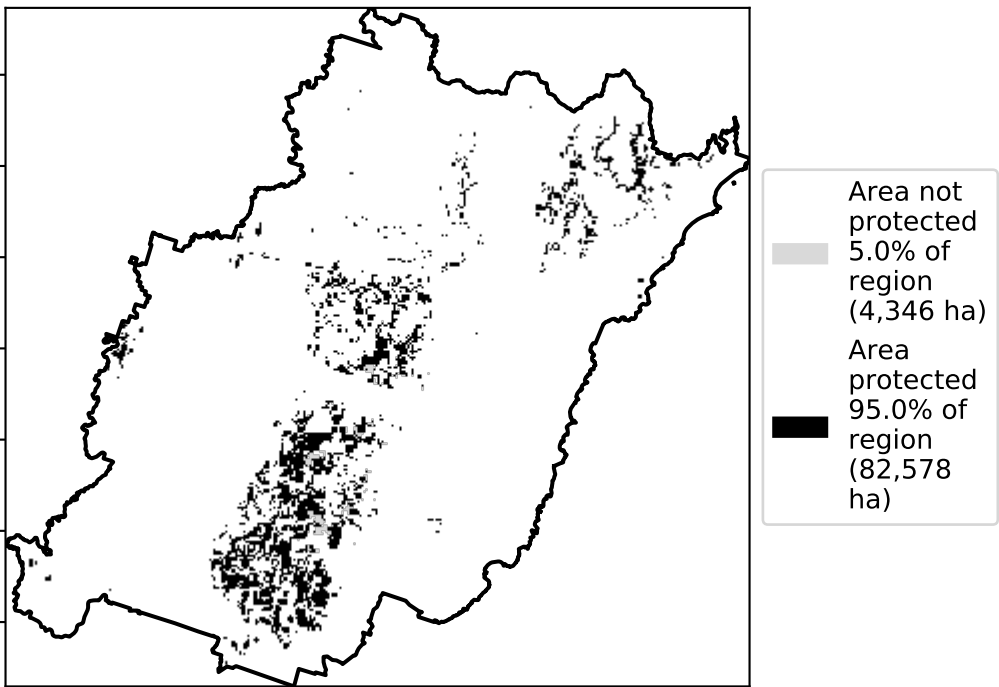 Area not
protected
5.0% of
region
(4,346 ha)
Area
protected
95.0% of
region
(82,578
ha)